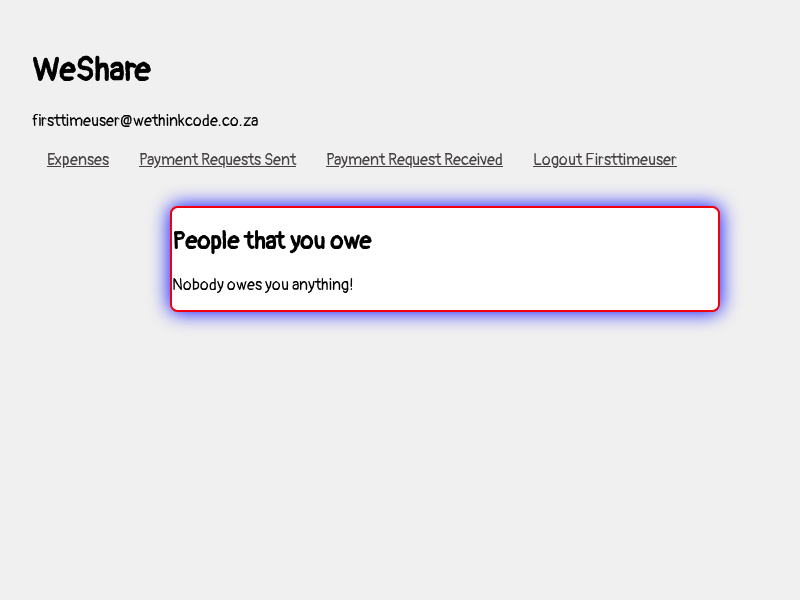 WeShare
firsttimeuser@wethinkcode.co.za
Expenses Payment Requests Sent Payment Request Received Logout Firsttimeuser
People that you owe
Nobody owes you anything!